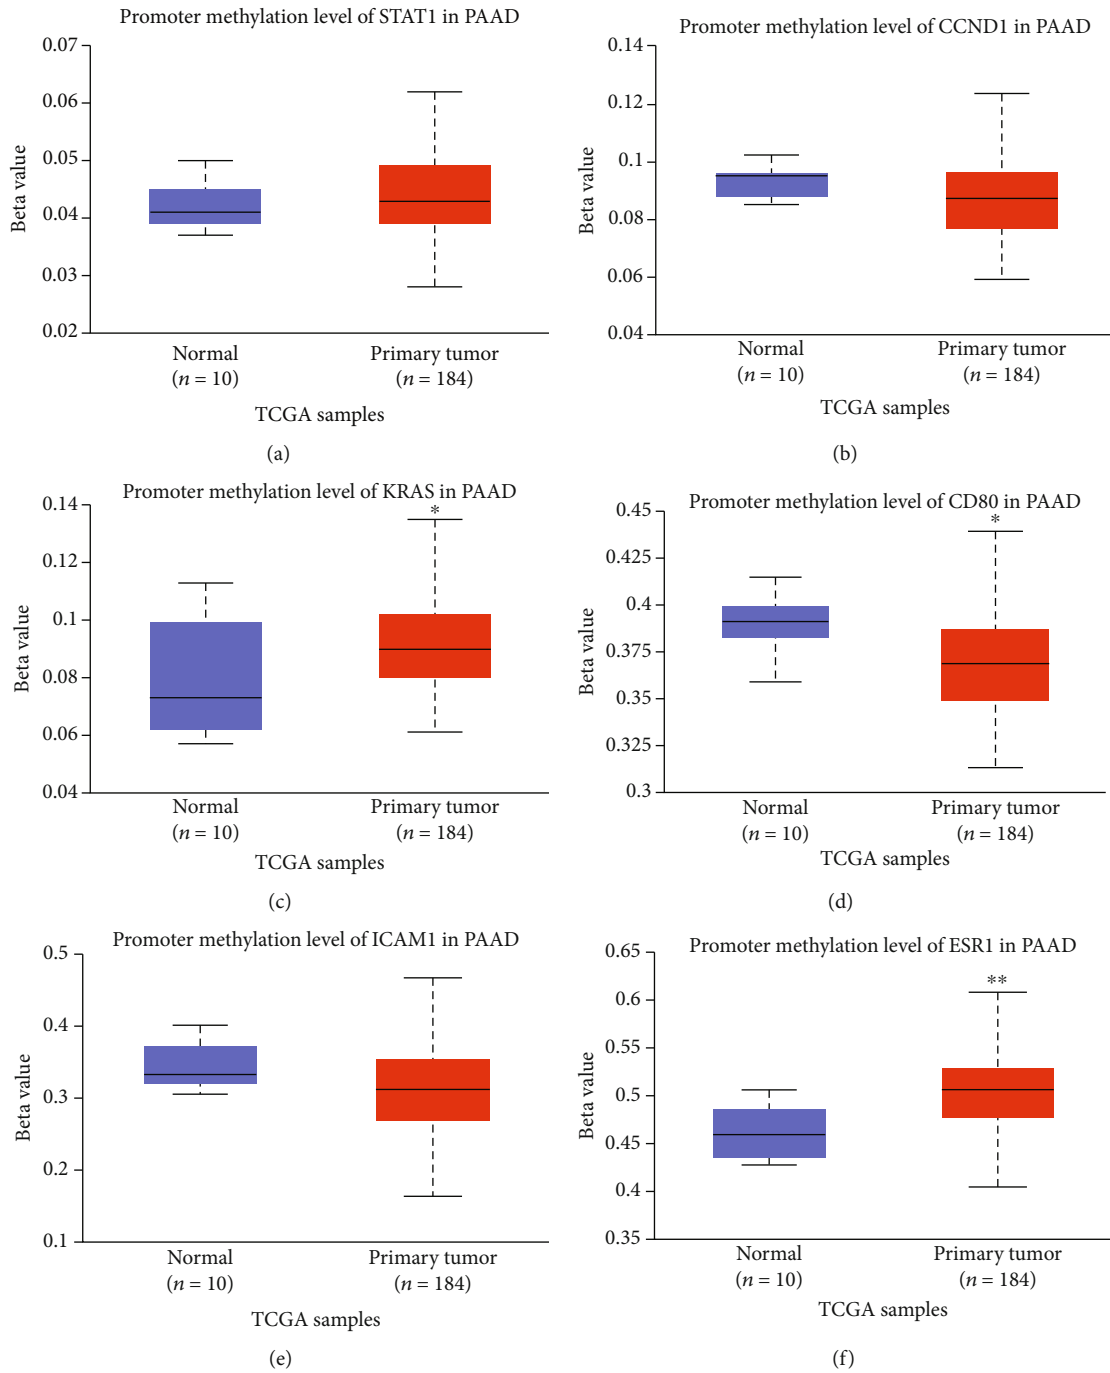 Promoter methylation level of STAT1 in PAAD
0.07
0.06
0.05
0.04
0.03
0.02
Beta value
Normal
(n = 10)
Primary tumor
(n = 184)
TCGA samples
(a)
Promoter methylation level of CCND1 in PAAD
0.14
0.12
0.1
0.08
0.06
0.04
Beta value
Normal
(n = 10)
Primary tumor
(n = 184)
TCGA samples
(b)
Promoter methylation level of KRAS in PAAD
0.14
0.12
0.1
0.08
0.06
0.04
Beta value
*
Normal
(n = 10)
Primary tumor
(n = 184)
TCGA samples
(c)
Promoter methylation level of CD80 in PAAD
0.45
0.425
0.4
0.375
0.35
0.325
0.3
Beta value
*
Normal
(n = 10)
Primary tumor
(n = 184)
TCGA samples
(d)
Promoter methylation level of ICAM1 in PAAD
0.5
0.4
0.3
0.2
0.1
Beta value
Normal
(n = 10)
Primary tumor
(n = 184)
TCGA samples
(e)
Promoter methylation level of ESR1 in PAAD
0.65
0.6
0.55
0.5
0.45
0.4
0.35
Beta value
**
Normal
(n = 10)
Primary tumor
(n = 184)
TCGA samples
(f)